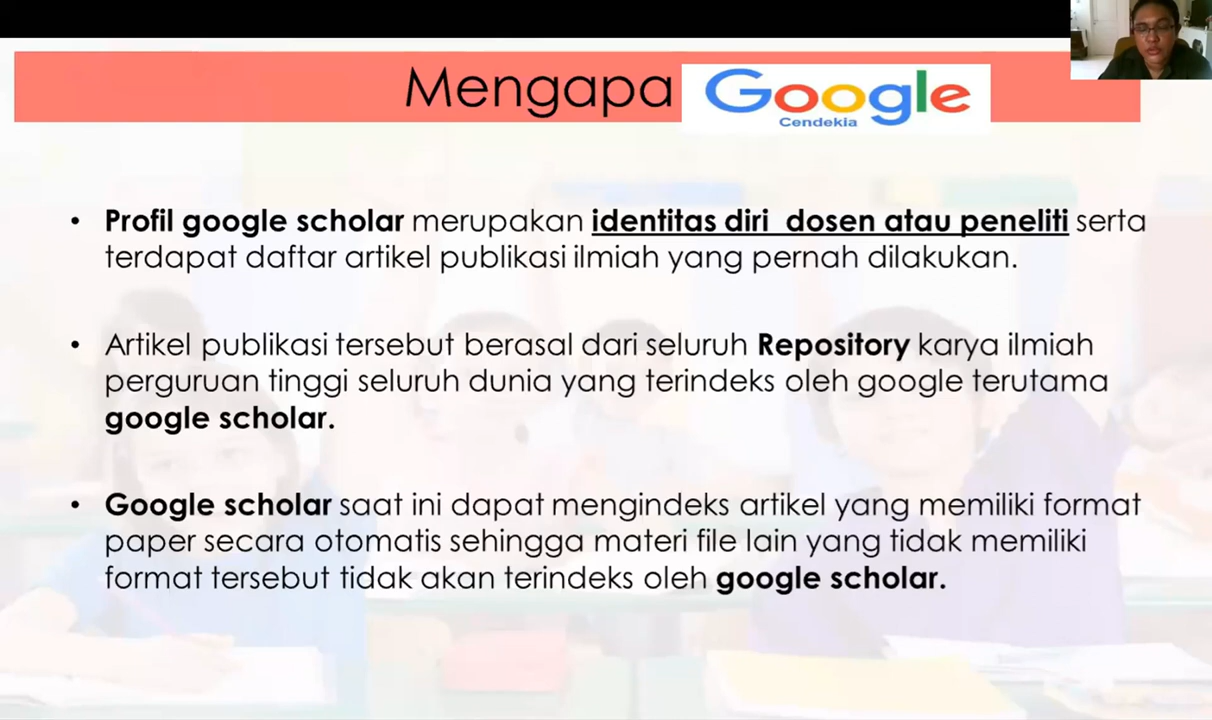 Mengapa Google
Cendekia
• Profil google scholar merupakan identitas diri dosen atau peneliti serta
terdapat daftar artikel publikasi ilmiah yang pernah dilakukan.
• Artikel publikasi tersebut berasal dari seluruh Repository karya ilmiah
perguruan tinggi seluruh dunia yang terindeks oleh google terutama
google scholar.
• Google scholar saat ini dapat mengindeks artikel yang memiliki format
paper secara otomatis sehingga materi file lain yang tidak memiliki
format tersebut tidak akan terindeks oleh google scholar.